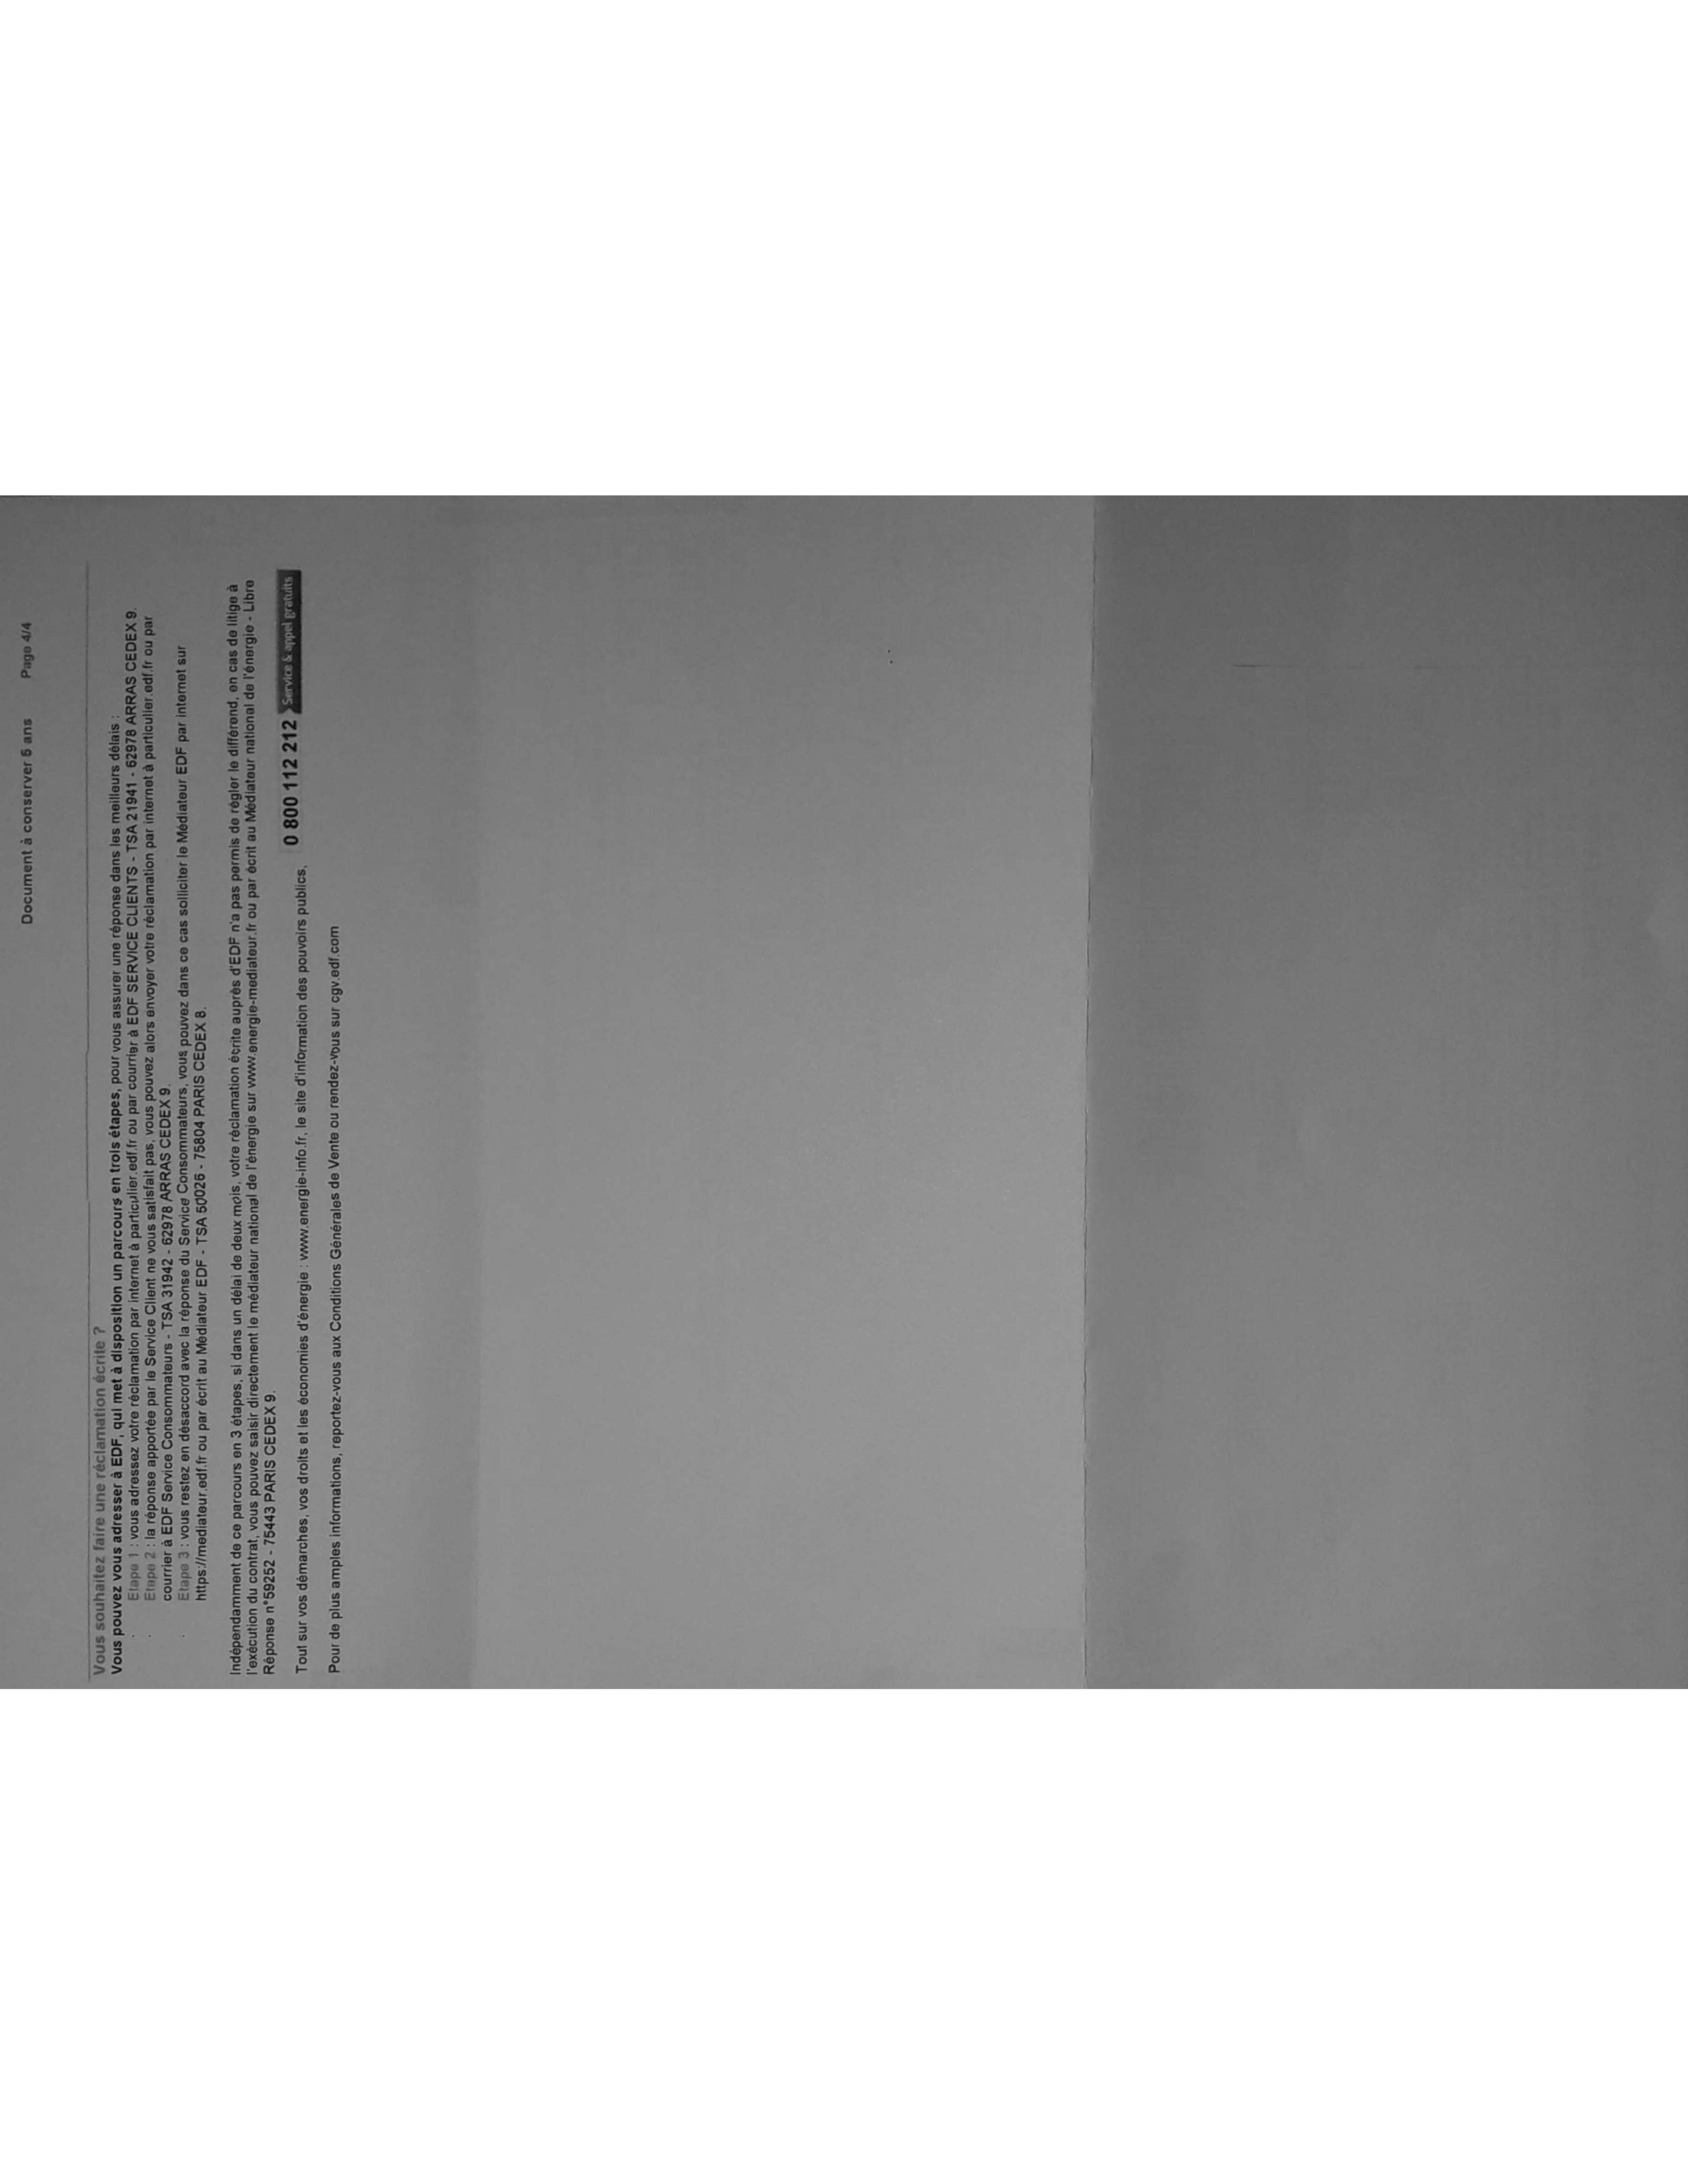 Document à conserver 5 ans Page 4/4
Vous souhaitez faire une réclamation écrite ?
Vous pouvez vous adresser à EDF, qui met à disposition un parcours en trois étapes, pour vous assurer une réponse dans les meilleurs délais :
. Etape 1 : vous adressez votre réclamation par internet à particulier.edf.fr ou par courrier à EDF SERVICE CLIENTS - TSA 21941 - 62978 ARRAS CEDEX 9.
. Etape 2 : la réponse apportée par le Service Client ne vous satisfait pas, vous pouvez alors envoyer votre réclamation par internet à particulier.edf.fr ou par
courrier à EDF Service Consommateurs - TSA 31942 - 62978 ARRAS CEDEX 9.
. Etape 3 : vous restez en désaccord avec la réponse du Service Consommateurs, vous pouvez dans ce cas solliciter le Médiateur EDF par internet sur
https://mediateur.edf.fr ou par écrit au Médiateur EDF - TSA 50026 - 75804 PARIS CEDEX 8.
Indépendamment de ce parcours en 3 étapes, si dans un délai de deux mois, votre réclamation écrite auprès d'EDF n'a pas permis de régler le différend, en cas de litige à
l'exécution du contrat, vous pouvez saisir directement le médiateur national de l'énergie sur www.energie-mediateur.fr ou par écrit au Médiateur national de l'énergie - Libre
Réponse n°59252 - 75443 PARIS CEDEX 9.
Tout sur vos démarches, vos droits et les économies d'énergie : www.energie-info.fr, le site d'information des pouvoirs publics, 0 800 112 212 Service & appel gratuits
Pour de plus amples informations, reportez-vous aux Conditions Générales de Vente ou rendez-vous sur cgv.edf.com